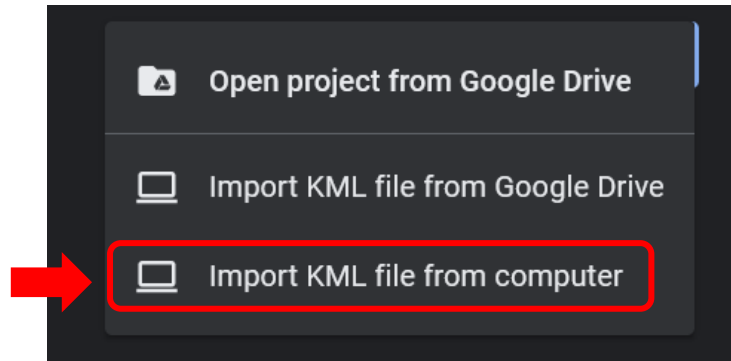 Open project from Google Drive
Import KML file from Google Drive
Import KML file from computer